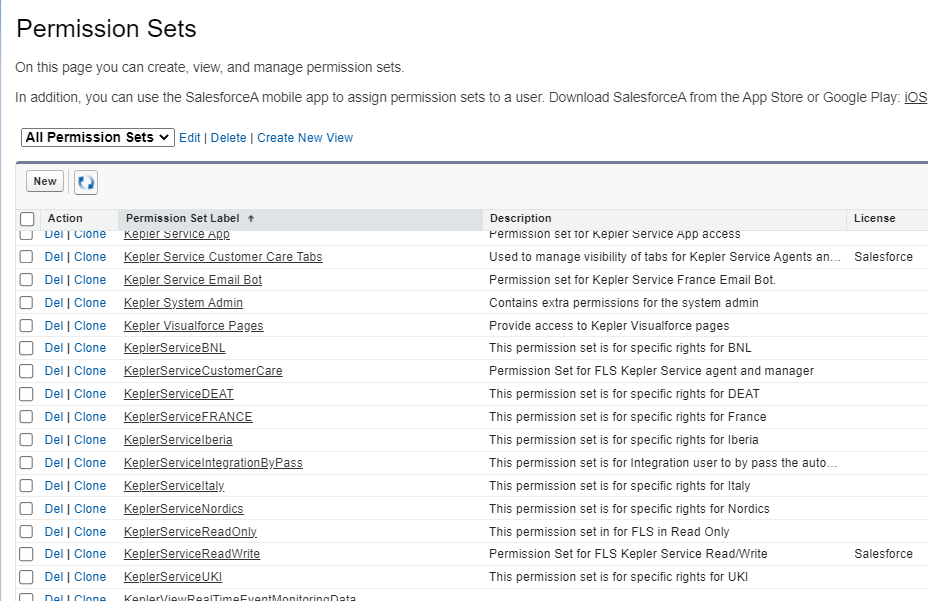 Permission Sets
On this page you can create, view, and manage permission sets.
In addition, you can use the SalesforceA mobile app to assign permission sets to a user. Download SalesforceA from the App Store or Google Play: iOS
All Permission Sets Edit | Delete | Create New View
New
Action Permission Set Label ↑ Description License
Del | Clone Kepler Service App Permission set for Kepler Service App access
Del | Clone Kepler Service Customer Care Tabs Used to manage visibility of tabs for Kepler Service Agents an... Salesforce
Del | Clone Kepler Service Email Bot Permission set for Kepler Service France Email Bot.
Del | Clone Kepler System Admin Contains extra permissions for the system admin
Del | Clone Kepler Visualforce Pages Provide access to Kepler Visualforce pages
Del | Clone KeplerServiceBNL This permission set is for specific rights for BNL
Del | Clone KeplerServiceCustomerCare Permission Set for FLS Kepler Service agent and manager
Del | Clone KeplerServiceDEAT This permission set is for specific rights for DEAT
Del | Clone KeplerServiceFRANCE This permission set is for specific rights for France
Del | Clone KeplerServiceIberia This permission set is for specific rights for Iberia
Del | Clone KeplerServiceIntegrationByPass This permission set is for Integration user to by pass the auto...
Del | Clone KeplerServiceItaly This permission set is for specific rights for Italy
Del | Clone KeplerServiceNordics This permission set is for specific rights for Nordics
Del | Clone KeplerServiceReadOnly This permission set in for FLS in Read Only
Del | Clone KeplerServiceReadWrite Permission Set for FLS Kepler Service Read/Write Salesforce
Del | Clone KeplerServiceUKI This permission set is for specific rights for UKI
Del | Clone KeplerViewRealTimeEventMonitoringData